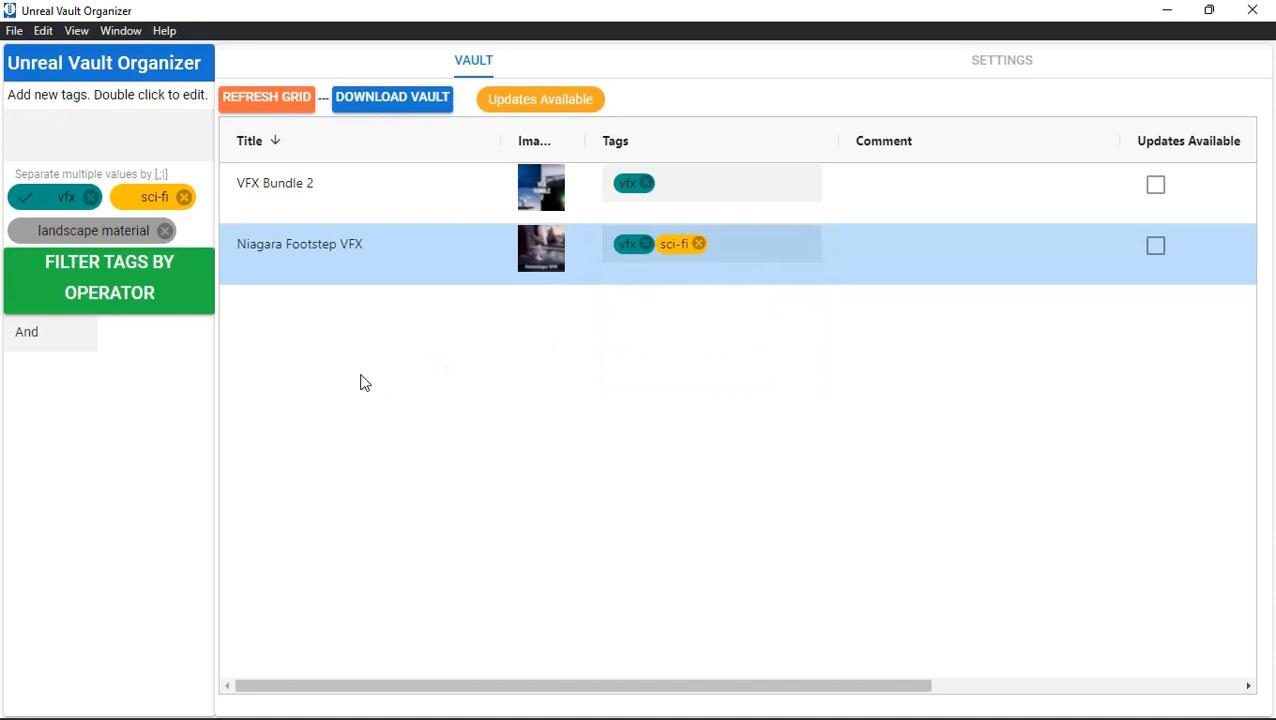 Unreal Vault Organizer
File Edit View Window Help
Unreal Vault Organizer
Add new tags. Double click to edit.
Separate multiple values by [,;|]
vfx sci-fi
landscape material
FILTER TAGS BY
OPERATOR
And
VAULT SETTINGS
REFRESH GRID --- DOWNLOAD VAULT Updates Available
Title Ima... Tags Comment Updates Available
VFX Bundle 2 vfx
Niagara Footstep VFX vfx sci-fi